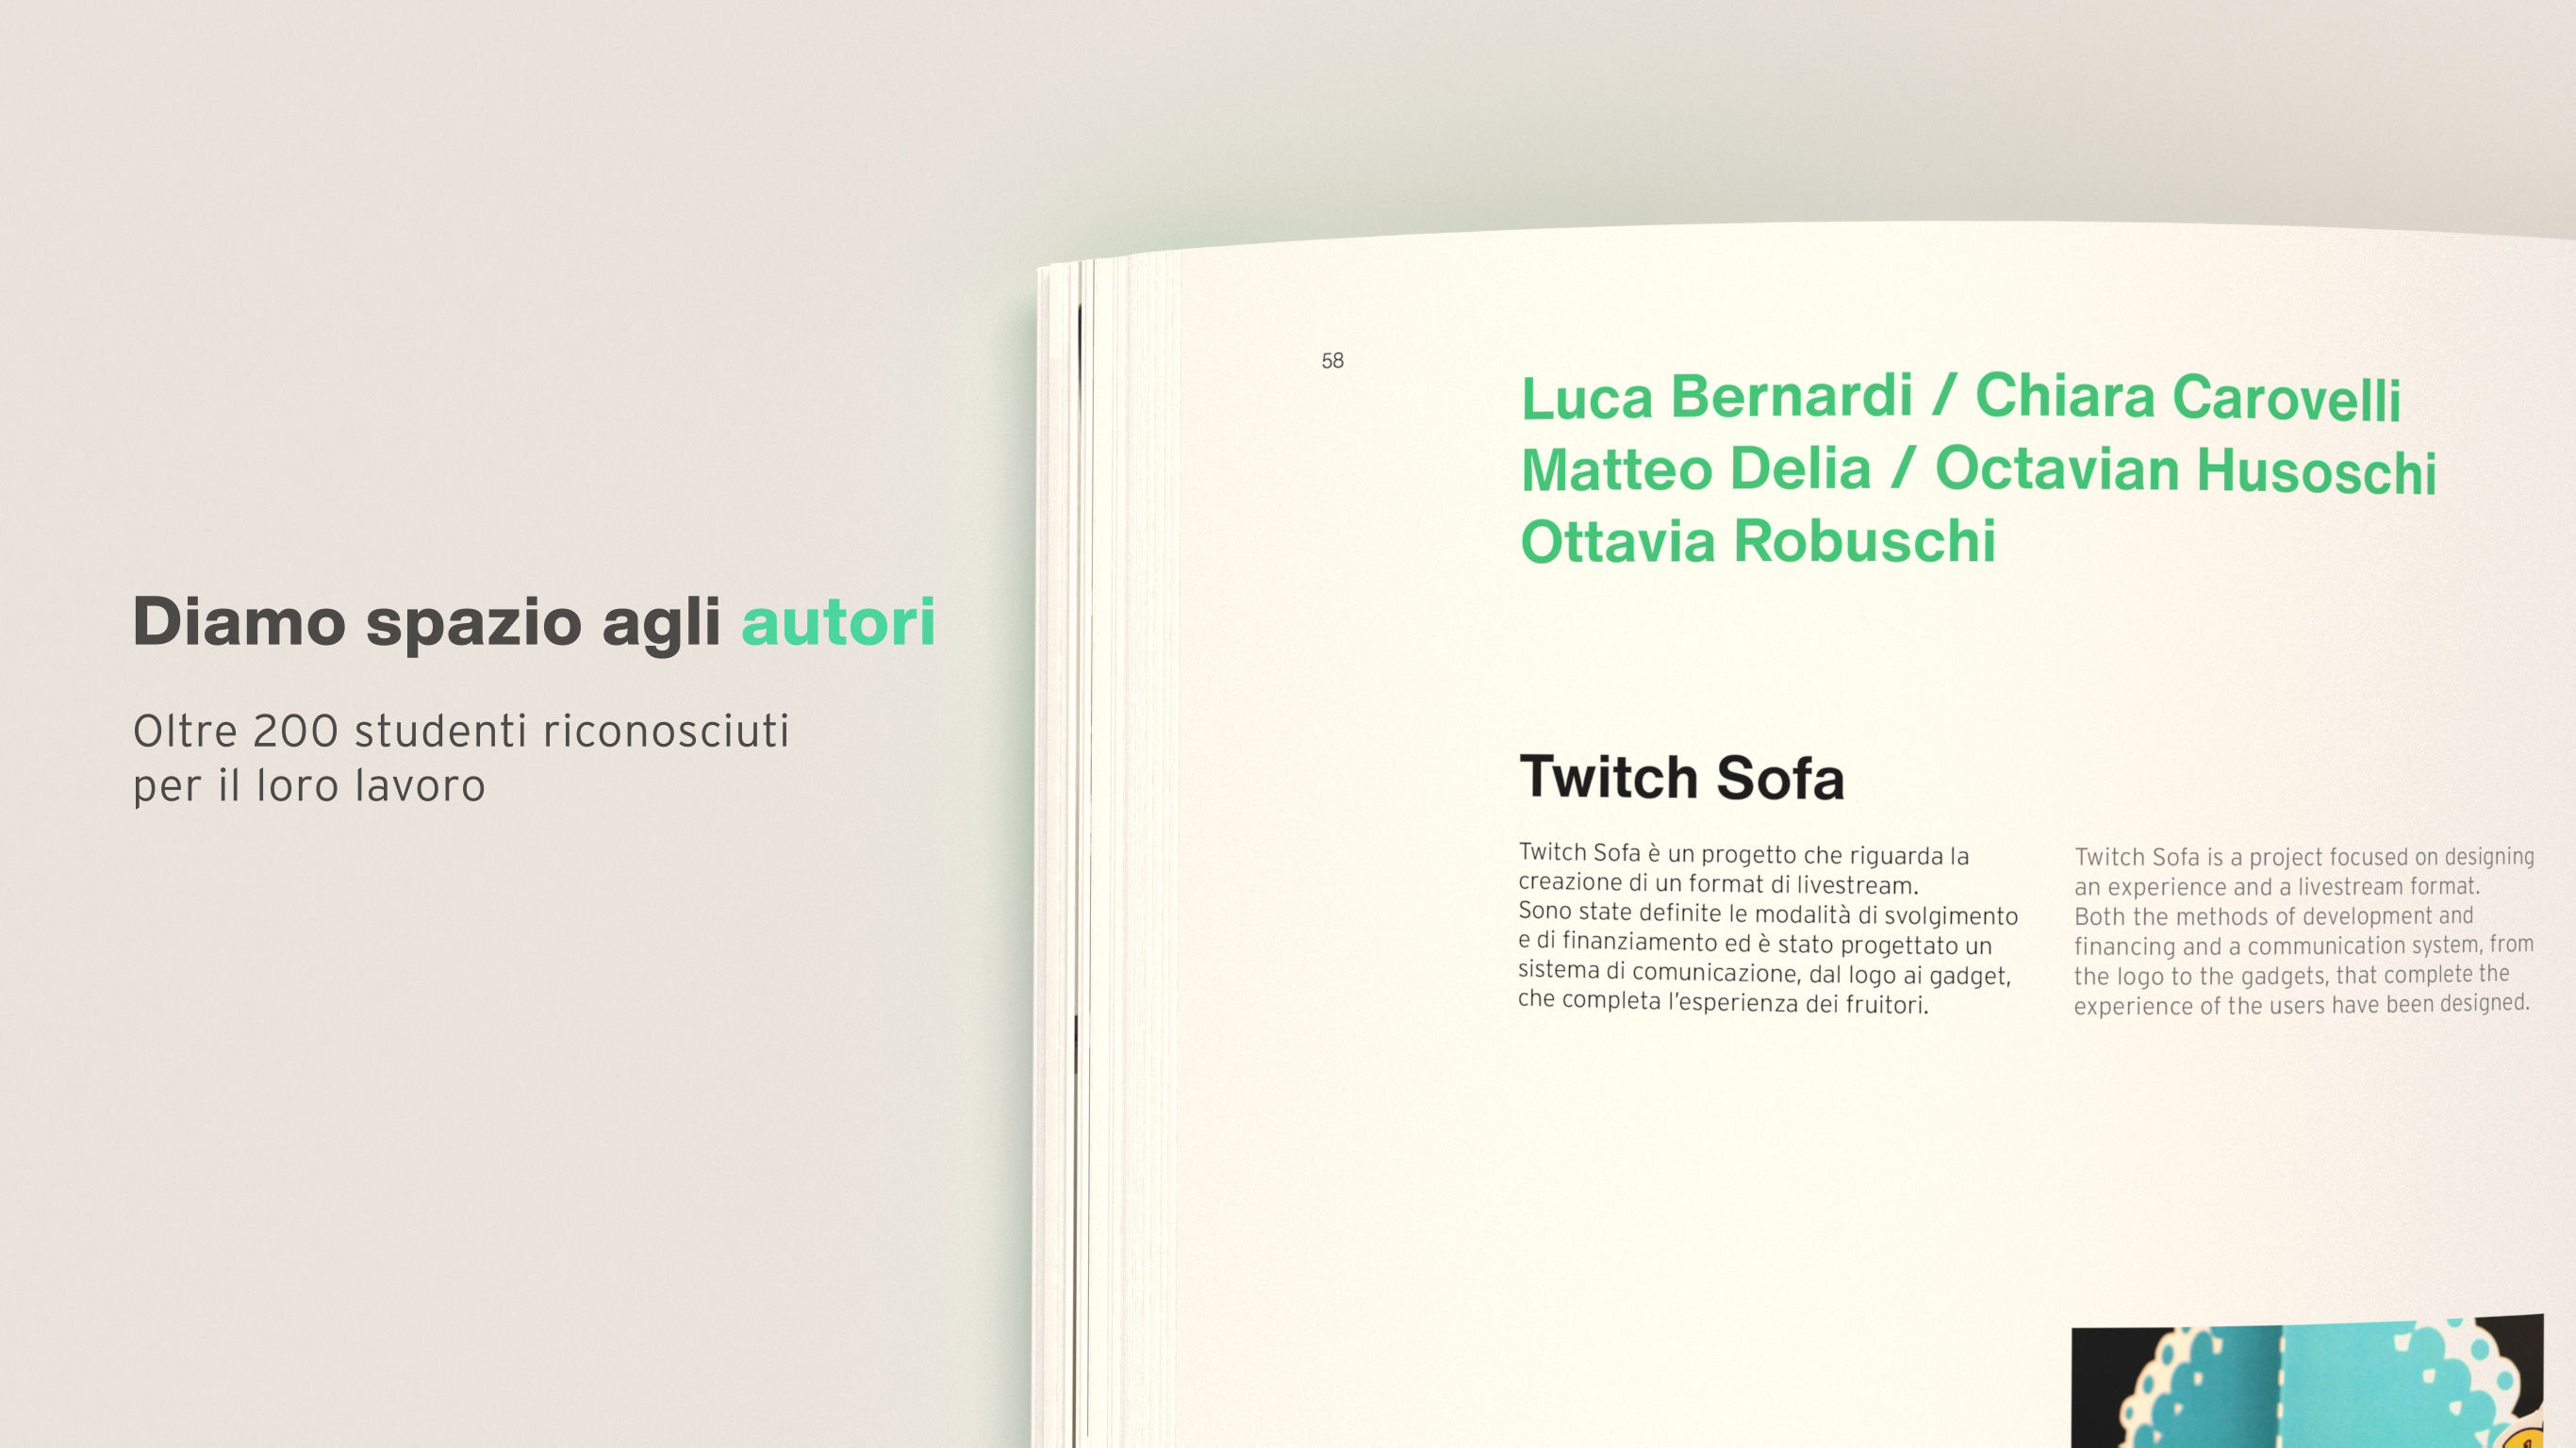 Diamo spazio agli autori
Oltre 200 studenti riconosciuti
per il loro lavoro
58
Luca Bernardi / Chiara Carovelli
Matteo Delia / Octavian Husoschi
Ottavia Robuschi
Twitch Sofa
Twitch Sofa è un progetto che riguarda la
creazione di un format di livestream.
Sono state definite le modalità di svolgimento
e di finanziamento ed è stato progettato un
sistema di comunicazione, dal logo ai gadget,
che completa l'esperienza dei fruitori.
Twitch Sofa is a project focused on designing
an experience and a livestream format.
Both the methods of development and
financing and a communication system, from
the logo to the gadgets, that complete the
experience of the users have been designed.